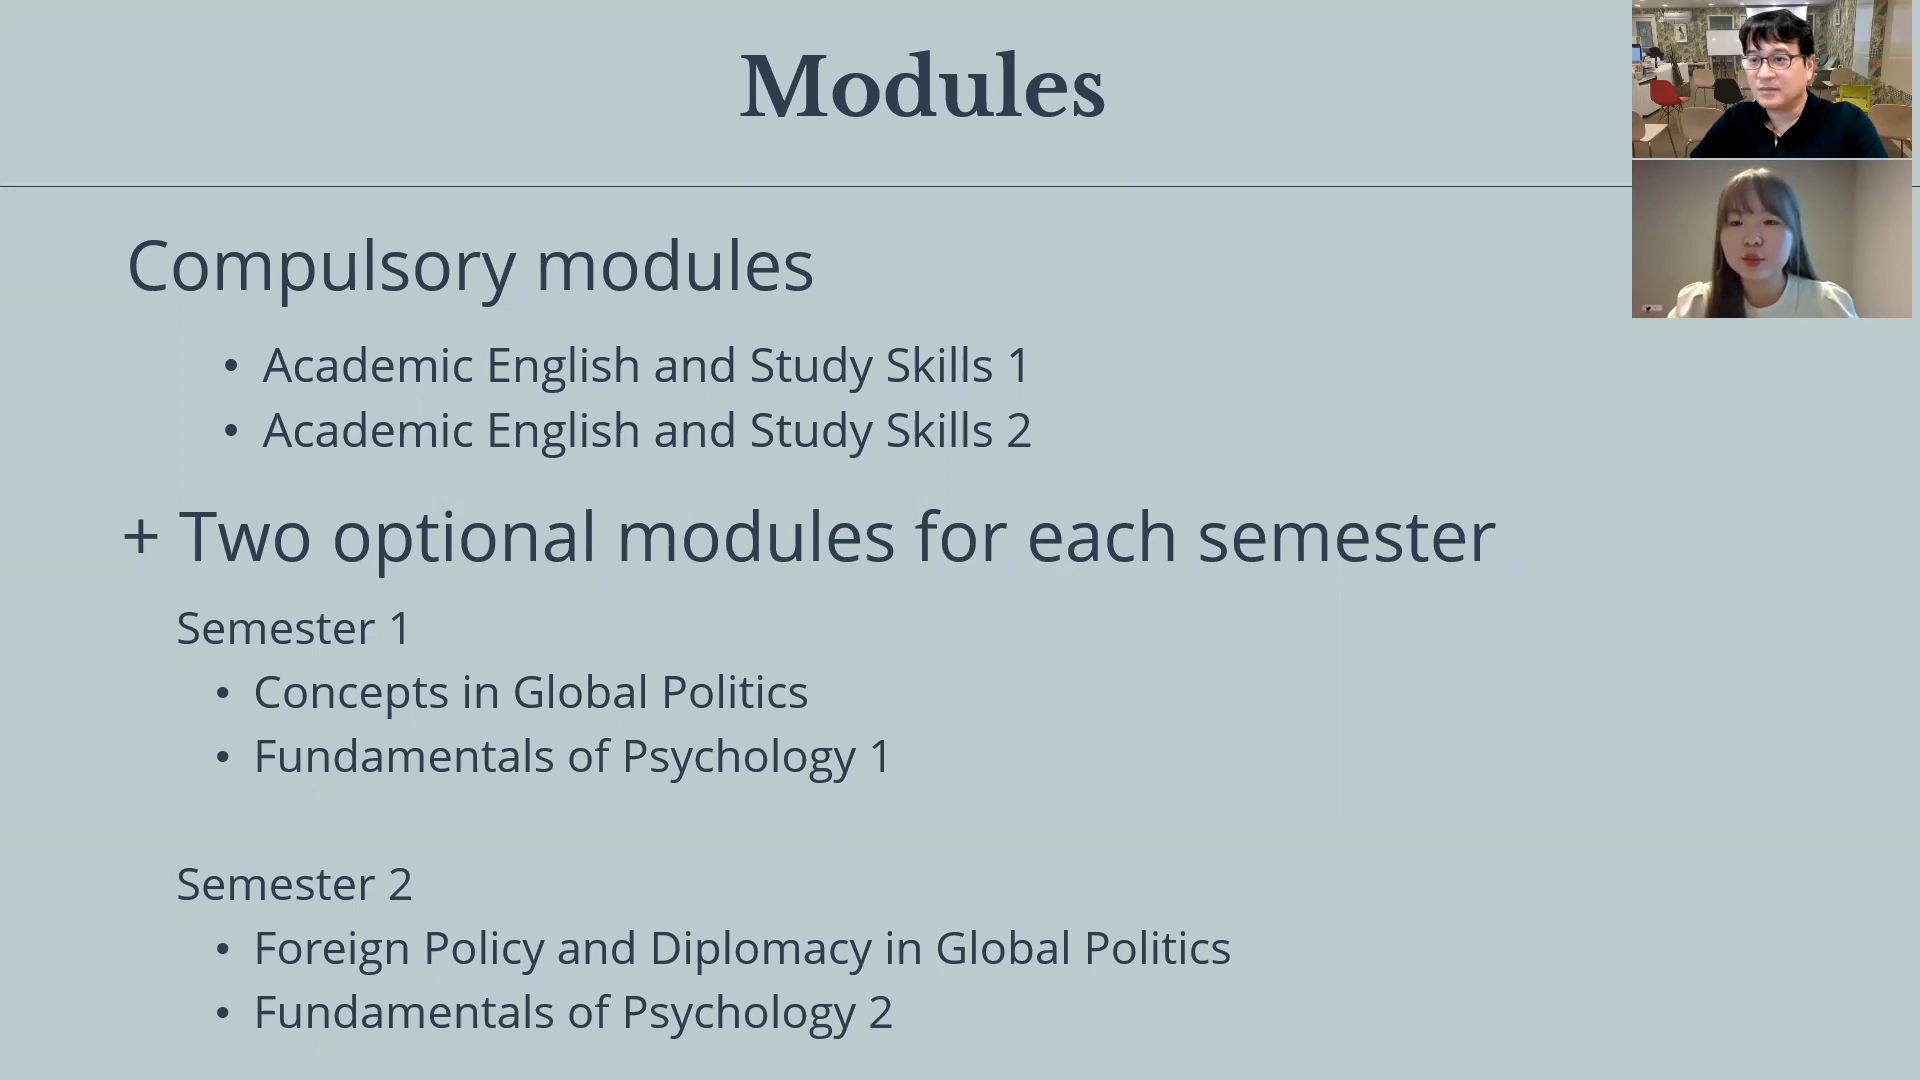 Modules
Compulsory modules
• Academic English and Study Skills 1
• Academic English and Study Skills 2
+ Two optional modules for each semester
Semester 1
• Concepts in Global Politics
• Fundamentals of Psychology 1
Semester 2
• Foreign Policy and Diplomacy in Global Politics
• Fundamentals of Psychology 2